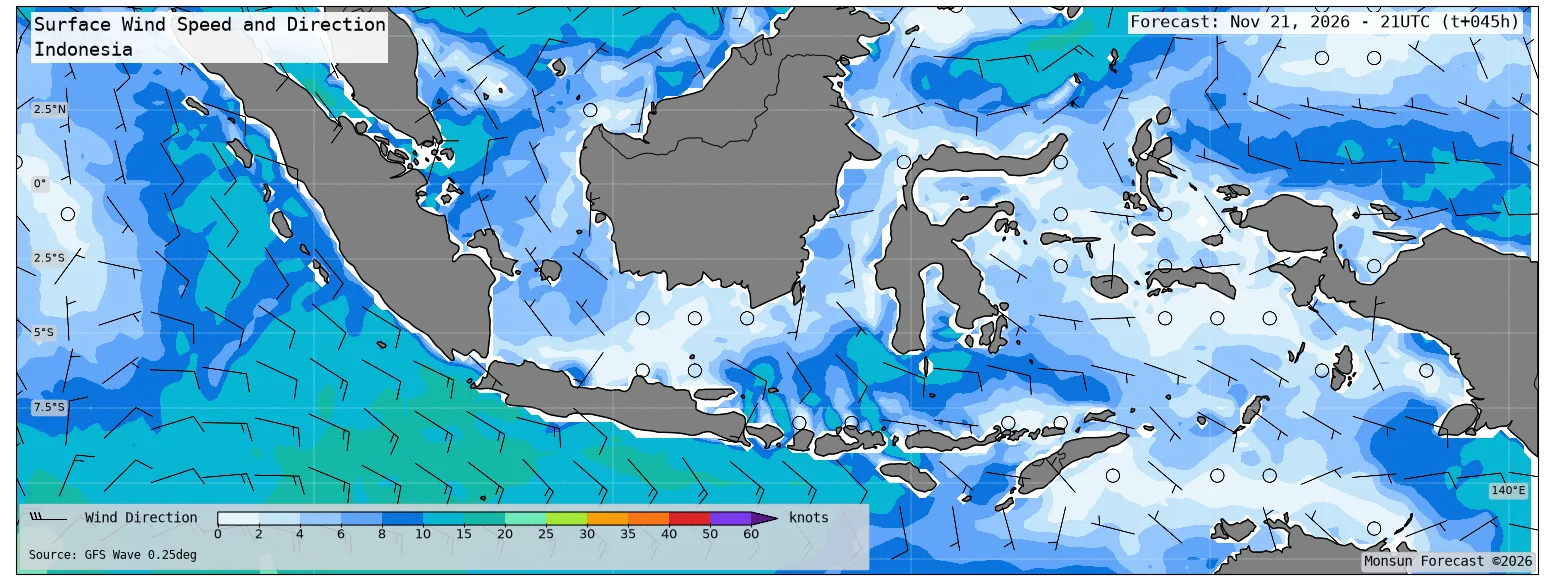 Surface Wind Speed and Direction
Indonesia
Forecast: Nov 21, 2026 - 21UTC (t+045h)
2.5°N
0°
2.5°S
5°S
7.5°S
140°E
Wind Direction
0 2 4 6 8 10 15 20 25 30 35 40 50 60
knots
Source: GFS Wave 0.25deg
Monsun Forecast ©2026